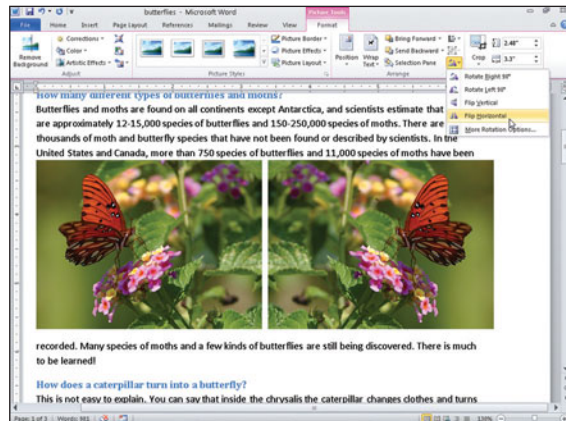 butterflies - Microsoft Word
Picture Tools
File Home Insert Page Layout References Mailings Review View Format
Remove Background
Corrections
Color
Artistic Effects
Adjust
Picture Styles
Picture Border
Picture Effects
Picture Layout
Position
Wrap Text
Bring Forward
Send Backward
Selection Pane
Arrange
Crop
2.48"
3.3"
Rotate Right 90°
Rotate Left 90°
Flip Vertical
Flip Horizontal
More Rotation Options...
How many different types of butterflies and moths?
Butterflies and moths are found on all continents except Antarctica, and scientists estimate that
are approximately 12-15,000 species of butterflies and 150-250,000 species of moths. There are
thousands of moth and butterfly species that have not been found or described by scientists. In the
United States and Canada, more than 750 species of butterflies and 11,000 species of moths have been
recorded. Many species of moths and a few kinds of butterflies are still being discovered. There is much
to be learned!
How does a caterpillar turn into a butterfly?
This is not easy to explain. You can say that inside the chrysalis the caterpillar changes clothes and turns
Page: 1 of 3 Words: 981 130%